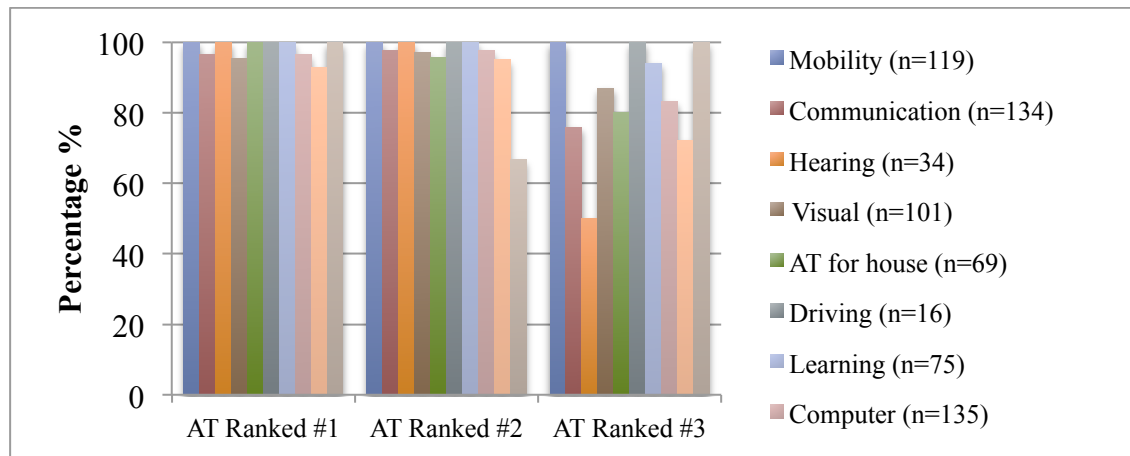 Percentage %
100
80
60
40
20
0
AT Ranked #1
AT Ranked #2
AT Ranked #3
Mobility (n=119)
Communication (n=134)
Hearing (n=34)
Visual (n=101)
AT for house (n=69)
Driving (n=16)
Learning (n=75)
Computer (n=135)